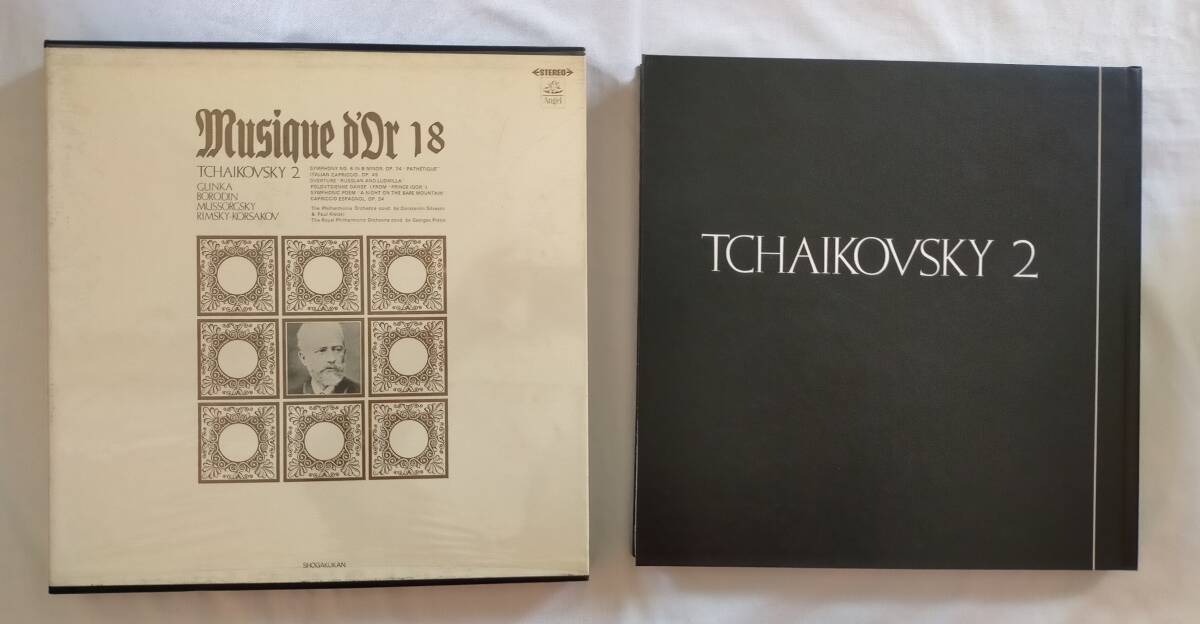 STEREO
Angel
Musique d'Or 18
TCHAIKOVSKY 2
GLINKA
BORODIN
MUSSORGSKY
RIMSKY-KORSAKOV
SYMPHONY NO. 6 IN B MINOR, OP. 74 "PATHÉTIQUE"
ITALIAN CAPRICCIO, OP. 45
OVERTURE "RUSSLAN AND LUDMILLA"
POLOVTSIENNE DANSE (FROM "PRINCE IGOR")
SYMPHONIC POEM "A NIGHT ON THE BARE MOUNTAIN"
CAPRICCIO ESPAGNOL, OP. 34
The Philharmonia Orchestra cond. by Constantin Silvestri
& Paul Kletzki
The Royal Philharmonic Orchestra cond. by Georges Prêtre
SHOGAKUKAN
TCHAIKOVSKY 2